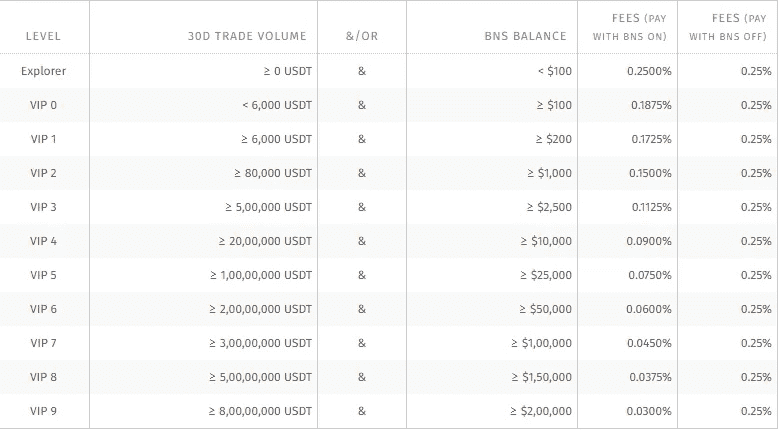 LEVEL 30D TRADE VOLUME &/OR BNS BALANCE FEES (PAY WITH BNS ON) FEES (PAY WITH BNS OFF)
Explorer ≥ 0 USDT & < $100 0.2500% 0.25%
VIP 0 < 6,000 USDT & ≥ $100 0.1875% 0.25%
VIP 1 ≥ 6,000 USDT & ≥ $200 0.1725% 0.25%
VIP 2 ≥ 80,000 USDT & ≥ $1,000 0.1500% 0.25%
VIP 3 ≥ 5,00,000 USDT & ≥ $2,500 0.1125% 0.25%
VIP 4 ≥ 20,00,000 USDT & ≥ $10,000 0.0900% 0.25%
VIP 5 ≥ 1,00,00,000 USDT & ≥ $25,000 0.0750% 0.25%
VIP 6 ≥ 2,00,00,000 USDT & ≥ $50,000 0.0600% 0.25%
VIP 7 ≥ 3,00,00,000 USDT & ≥ $1,00,000 0.0450% 0.25%
VIP 8 ≥ 5,00,00,000 USDT & ≥ $1,50,000 0.0375% 0.25%
VIP 9 ≥ 8,00,00,000 USDT & ≥ $2,00,000 0.0300% 0.25%